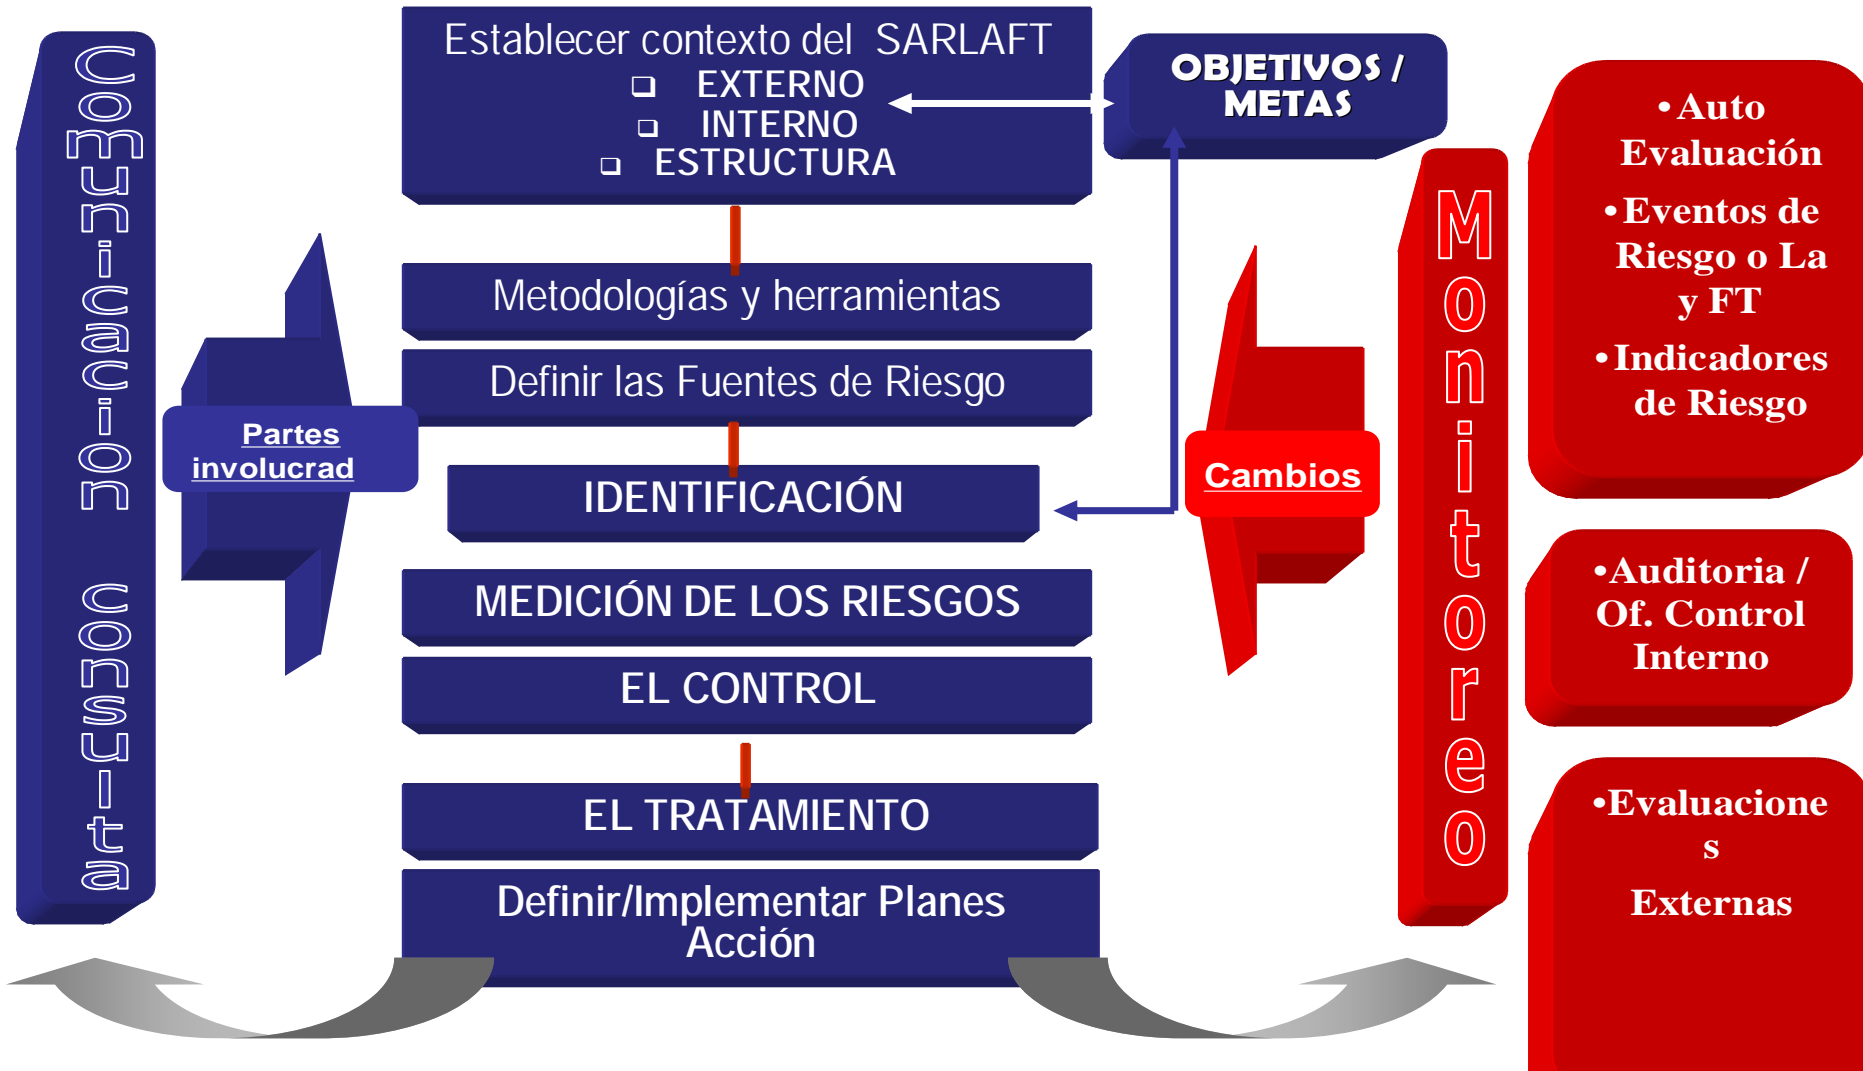 Comunicacion consulta
Establecer contexto del SARLAFT
❑ EXTERNO
❑ INTERNO
❑ ESTRUCTURA
OBJETIVOS /
METAS
Metodologías y herramientas
Definir las Fuentes de Riesgo
Partes
involucrad
IDENTIFICACIÓN
MEDICIÓN DE LOS RIESGOS
EL CONTROL
EL TRATAMIENTO
Definir/Implementar Planes
Acción
Cambios
Monitoreo
•Auto
Evaluación
•Eventos de
Riesgo o La
y FT
•Indicadores
de Riesgo
•Auditoria /
Of. Control
Interno
•Evaluacione
s
Externas